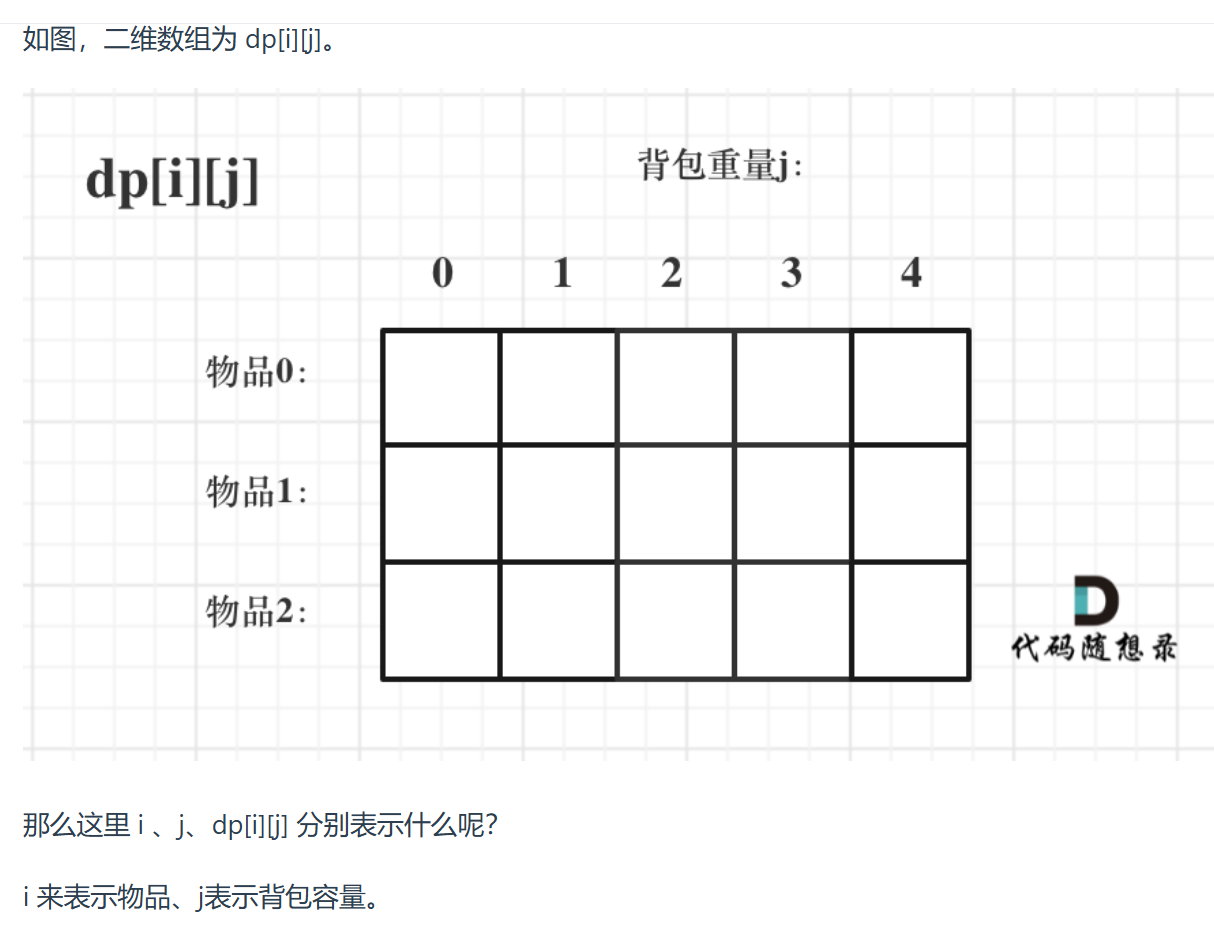 如图，二维数组为 dp[i][j]。
dp[i][j]
背包重量j:
0 1 2 3 4
物品0:
物品1:
物品2:
代码随想录
那么这里 i 、j、dp[i][j] 分别表示什么呢？
i 来表示物品、j表示背包容量。